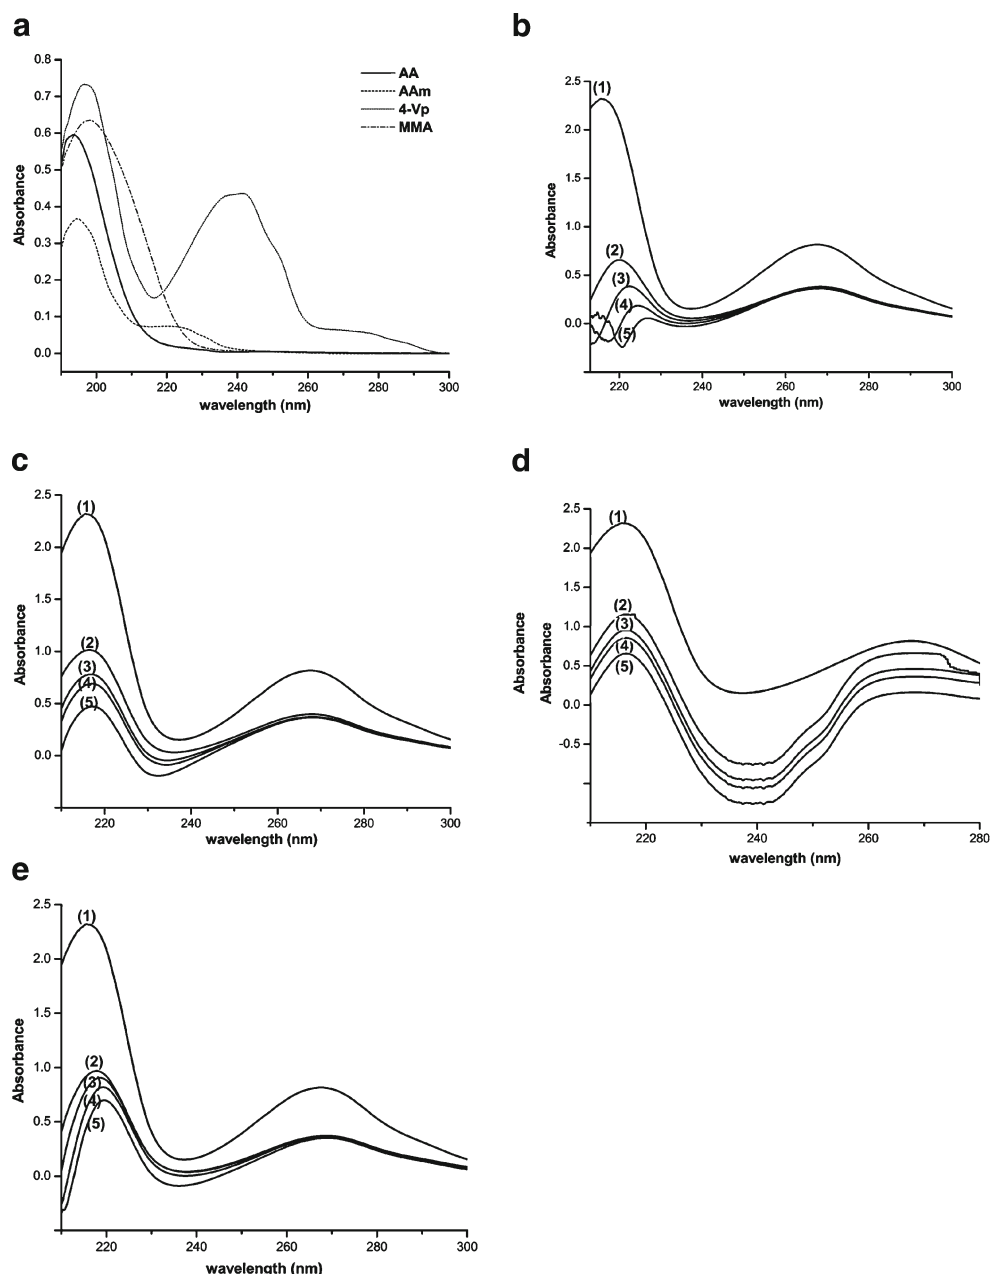 a
0.8
0.7
0.6
0.5
0.4
0.3
0.2
0.1
0.0
Absorbance
AA
AAm
4-Vp
MMA
200 220 240 260 280 300
wavelength (nm)
b
2.5
2.0
1.5
1.0
0.5
0.0
Absorbance
(1)
(2)
(3)
(4)
(5)
220 240 260 280 300
wavelength (nm)
c
2.5
2.0
1.5
1.0
0.5
0.0
Absorbance
(1)
(2)
(3)
(4)
(5)
220 240 260 280 300
wavelength (nm)
d
2.5
2.0
1.5
1.0
0.5
0.0
-0.5
Absorbance
Absorbance
(1)
(2)
(3)
(4)
(5)
220 240 260 280
wavelength (nm)
e
2.5
2.0
1.5
1.0
0.5
0.0
Absorbance
(1)
(2)
(3)
(4)
(5)
220 240 260 280 300
wavelength (nm)